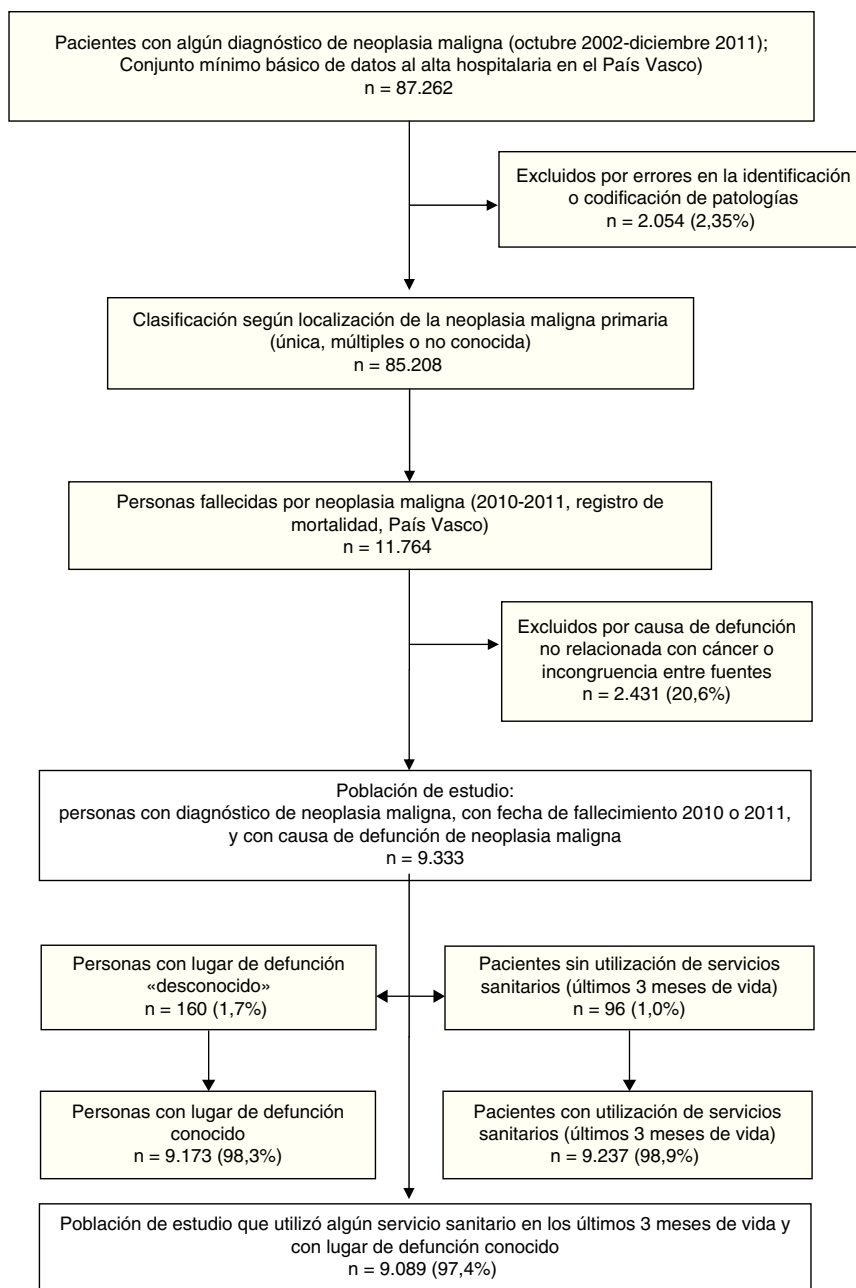 Pacientes con algún diagnóstico de neoplasia maligna (octubre 2002-diciembre 2011);
Conjunto mínimo básico de datos al alta hospitalaria en el País Vasco)
n = 87.262
Excluidos por errores en la identificación
o codificación de patologías
n = 2.054 (2,35%)
Clasificación según localización de la neoplasia maligna primaria
(única, múltiples o no conocida)
n = 85.208
Personas fallecidas por neoplasia maligna (2010-2011, registro de
mortalidad, País Vasco)
n = 11.764
Excluidos por causa de defunción
no relacionada con cáncer o
incongruencia entre fuentes
n = 2.431 (20,6%)
Población de estudio:
personas con diagnóstico de neoplasia maligna, con fecha de fallecimiento 2010 o 2011,
y con causa de defunción de neoplasia maligna
n = 9.333
Personas con lugar de defunción
«desconocido»
n = 160 (1,7%)
Pacientes sin utilización de servicios
sanitarios (últimos 3 meses de vida)
n = 96 (1,0%)
Personas con lugar de defunción
conocido
n = 9.173 (98,3%)
Pacientes con utilización de servicios
sanitarios (últimos 3 meses de vida)
n = 9.237 (98,9%)
Población de estudio que utilizó algún servicio sanitario en los últimos 3 meses de vida y
con lugar de defunción conocido
n = 9.089 (97,4%)